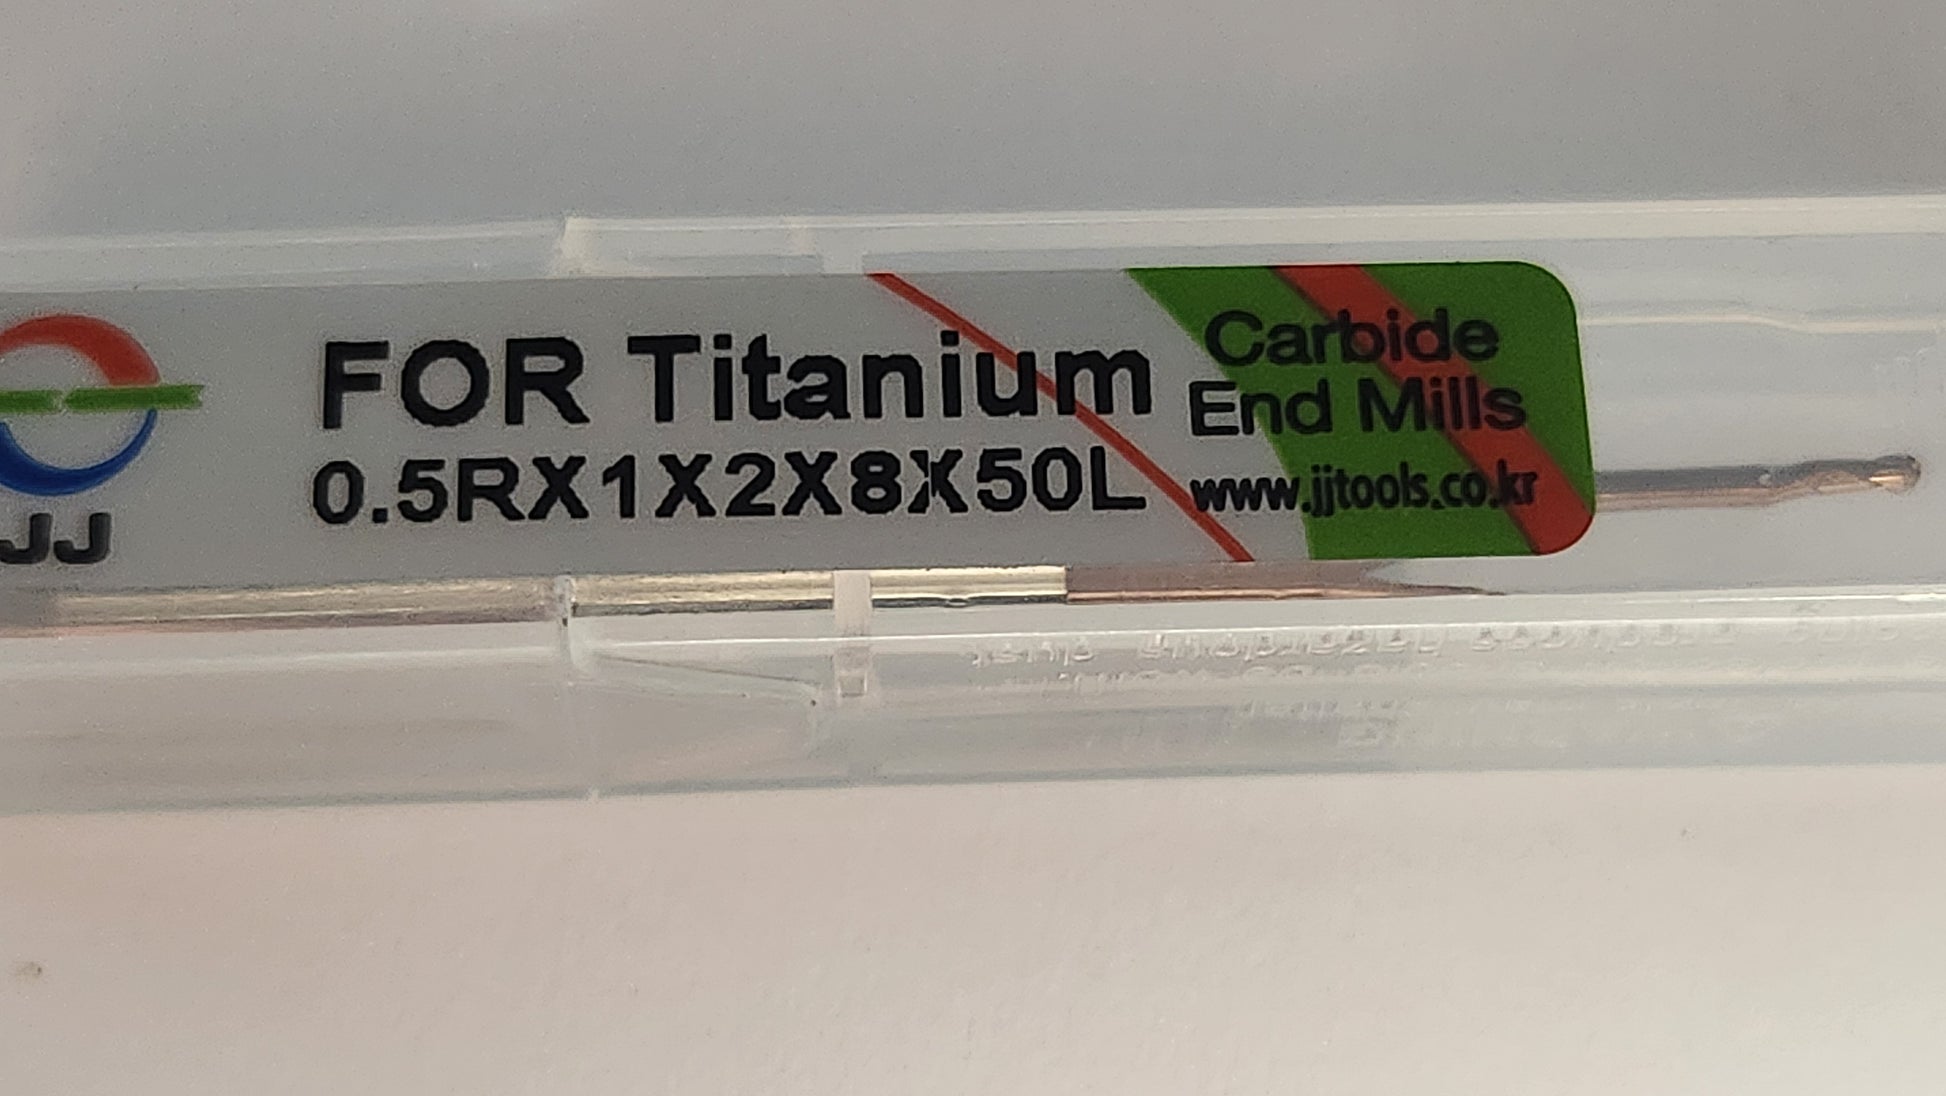 JJ
FOR Titanium
0.5RX1X2X8X50L
Carbide
End Mills
www.jjtools.co.kr